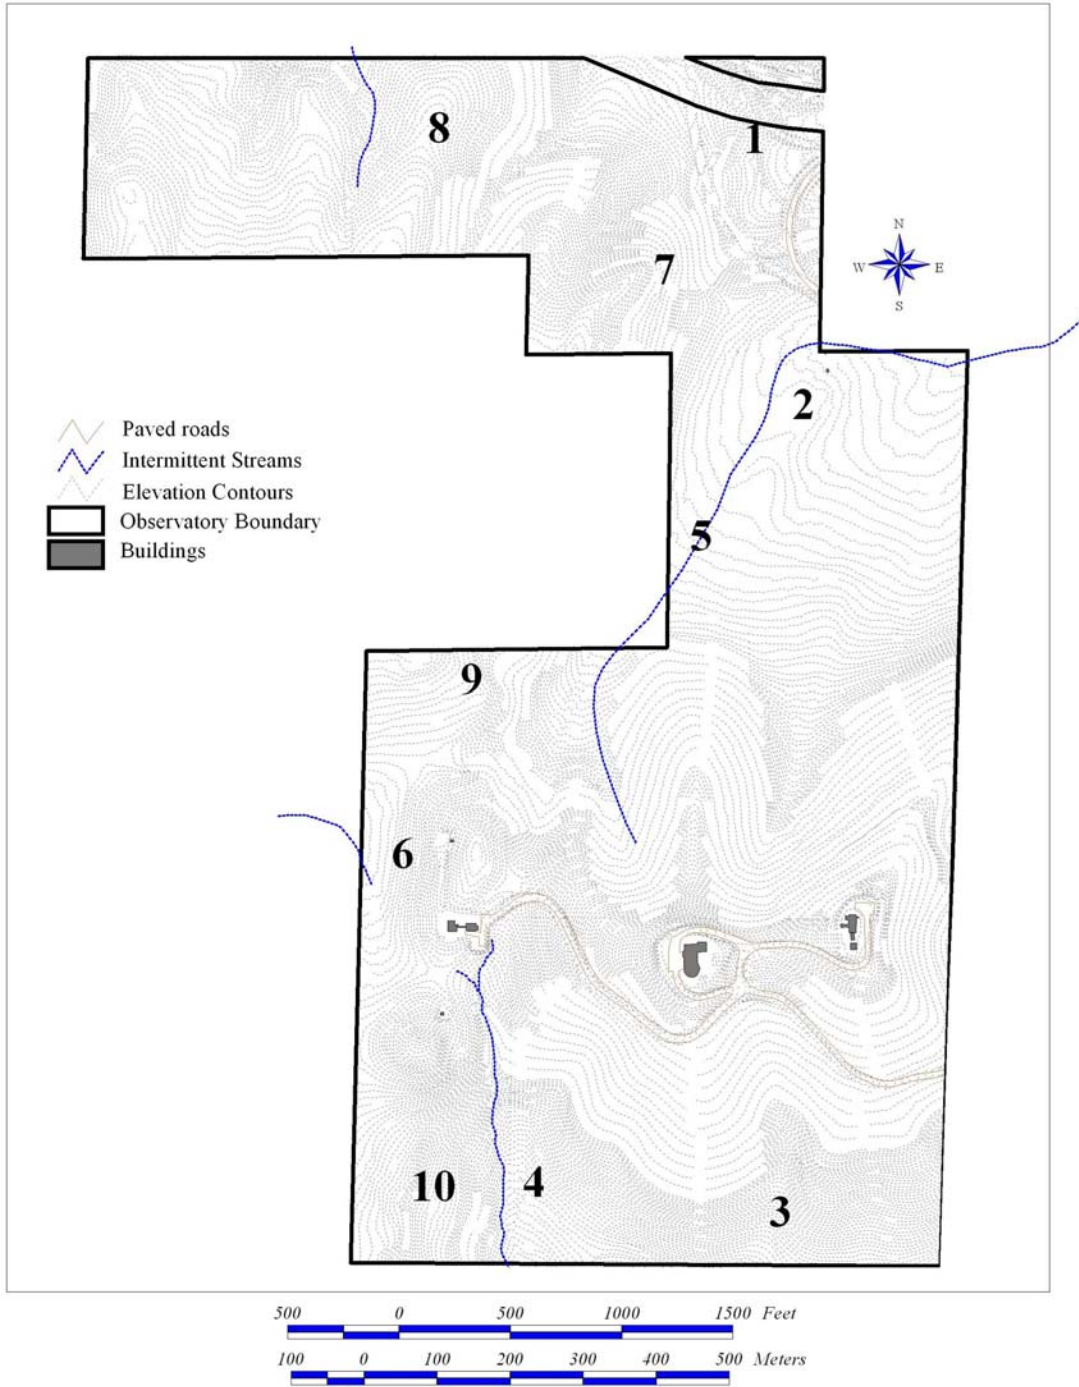 8
1
N
W E
S
7
2
Paved roads
Intermittent Streams
Elevation Contours
Observatory Boundary
Buildings
5
9
6
10
4
3
500 0 500 1000 1500 Feet
100 0 100 200 300 400 500 Meters